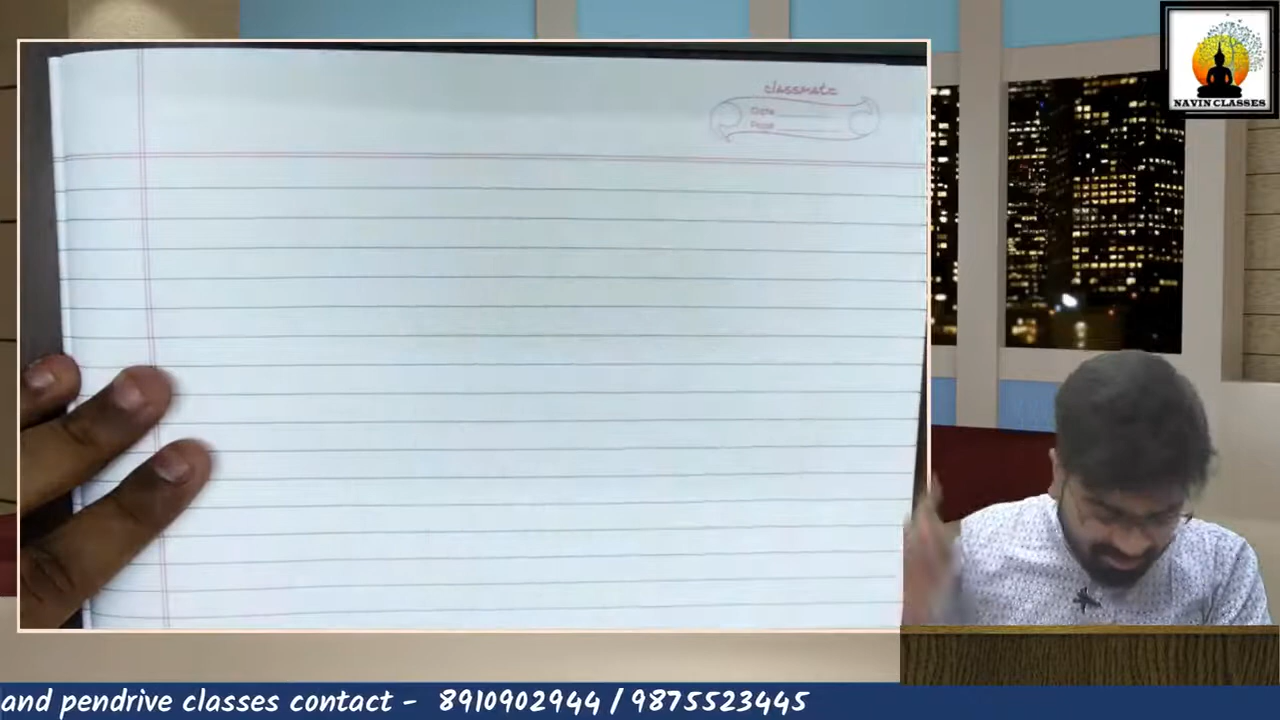 classmate
Date
Page
NAVIN CLASSES
and pendrive classes contact - 8910902944 / 9875523445